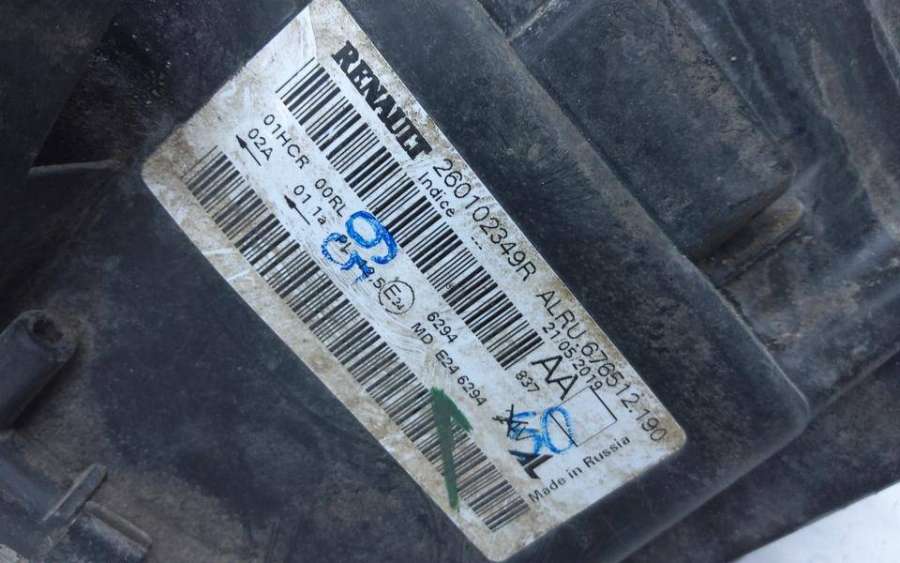 RENAULT
260102349R ALRU.676512.190
Indice --- 21.05.2019
AA
837
01HCR 00RL
02A 01 1a
E24 6294
MD E24 6294
50
Made in Russia